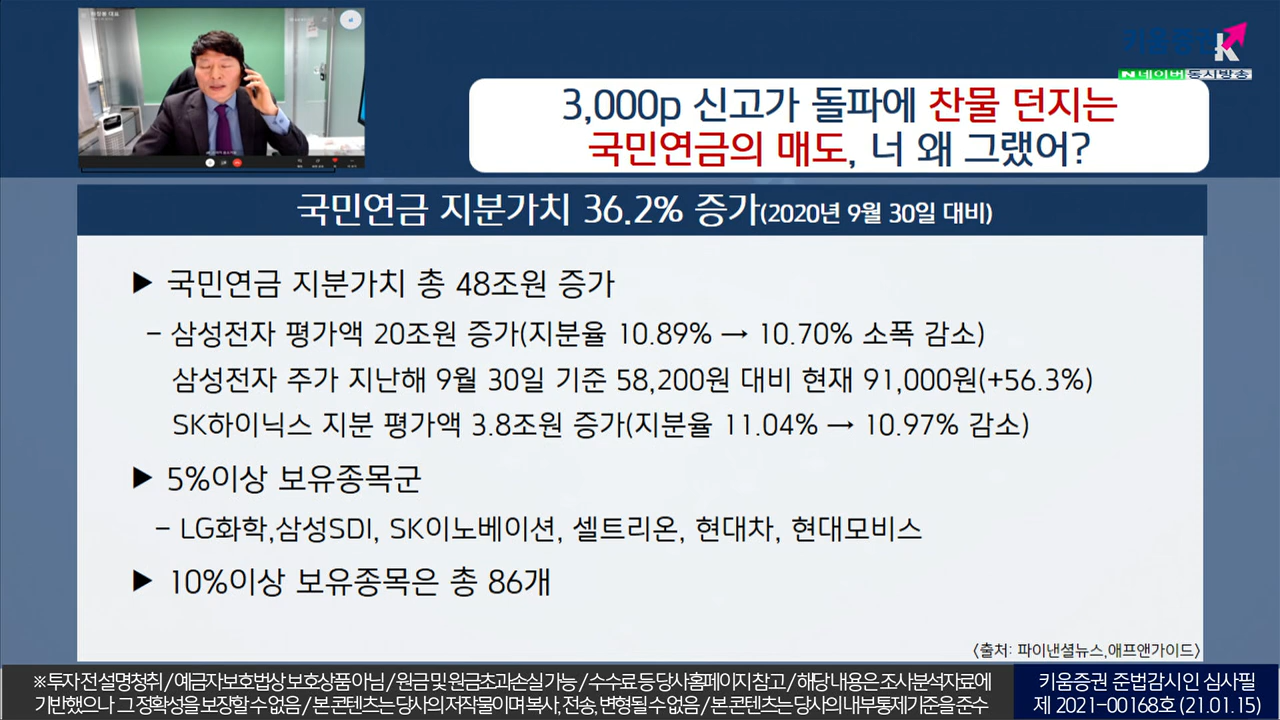 키움증권
N 네이버 동시방송
3,000p 신고가 돌파에 찬물 던지는
국민연금의 매도, 너 왜 그랬어?
국민연금 지분가치 36.2% 증가(2020년 9월 30일 대비)
▶ 국민연금 지분가치 총 48조원 증가
– 삼성전자 평가액 20조원 증가(지분율 10.89% → 10.70% 소폭 감소)
삼성전자 주가 지난해 9월 30일 기준 58,200원 대비 현재 91,000원(+56.3%)
SK하이닉스 지분 평가액 3.8조원 증가(지분율 11.04% → 10.97% 감소)
▶ 5%이상 보유종목군
– LG화학,삼성SDI, SK이노베이션, 셀트리온, 현대차, 현대모비스
▶ 10%이상 보유종목은 총 86개
<출처: 파이낸셜뉴스,애프앤가이드>
※ 투자 전 설명청취 / 예금자보호법상 보호상품 아님 / 원금 및 원금초과손실 가능 / 수수료 등 당사홈페이지 참고 / 해당 내용은 조사분석자료에
기반했으나 그 정확성을 보장할 수 없음 / 본 콘텐츠는 당사의 저작물이며 복사, 전송, 변형될 수 없음 / 본 콘텐츠는 당사의 내부통제기준을 준수
키움증권 준법감시인 심사필
제 2021-00168호 (21.01.15)